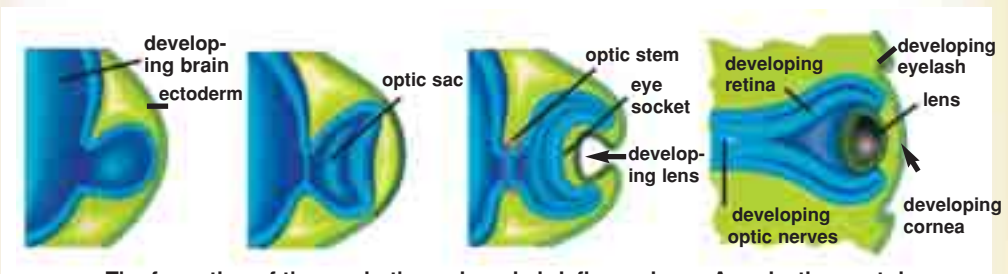 develop-
ing brain
ectoderm
optic sac
optic stem
eye
socket
develop-
ing lens
developing
retina
developing
eyelash
lens
developing
optic nerves
developing
cornea